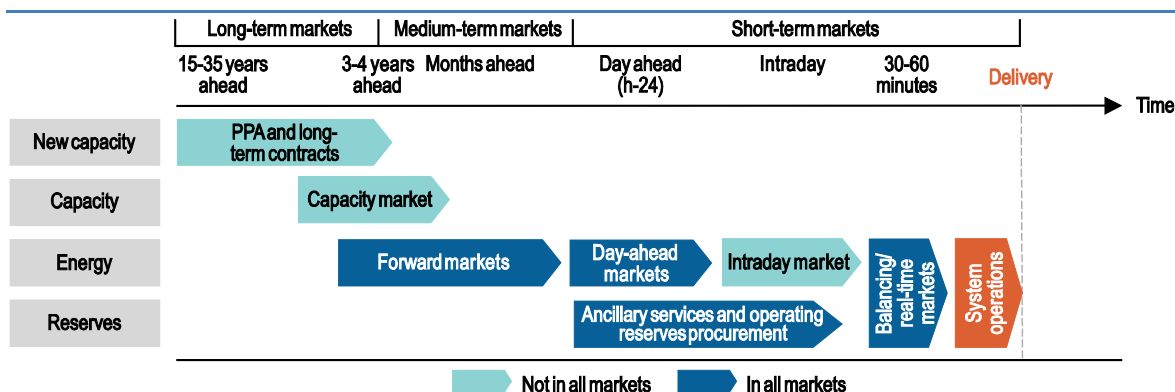 Long-term markets
Medium-term markets
Short-term markets
15-35 years
ahead
3-4 years
ahead
Months ahead
Day ahead
(h-24)
Intraday
30-60
minutes
Delivery
Time
New capacity
PPA and long-
term contracts
Capacity
Capacity market
Energy
Forward markets
Day-ahead
markets
Intraday market
Balancing/
real-time
markets
System
operations
Reserves
Ancillary services and operating
reserves procurement
Not in all markets
In all markets